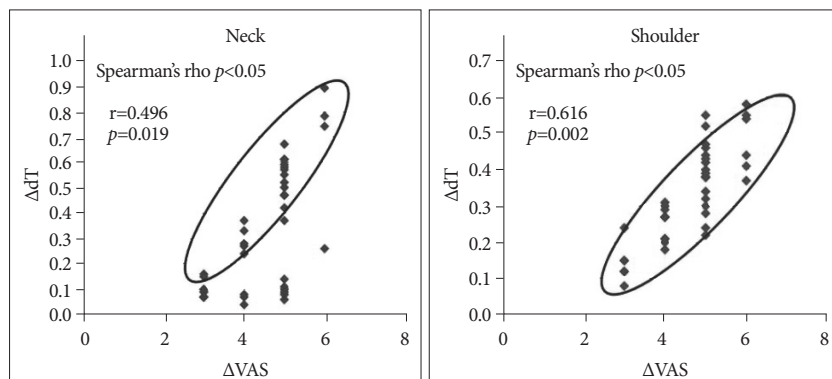 Neck
Spearman's rho p<0.05
r=0.496
p=0.019
1.0
0.9
0.8
0.7
0.6
0.5
0.4
0.3
0.2
0.1
0.0
ΔdT
0 2 4 6 8
ΔVAS
Shoulder
Spearman's rho p<0.05
r=0.616
p=0.002
0.7
0.6
0.5
0.4
0.3
0.2
0.1
0.0
ΔdT
0 2 4 6 8
ΔVAS